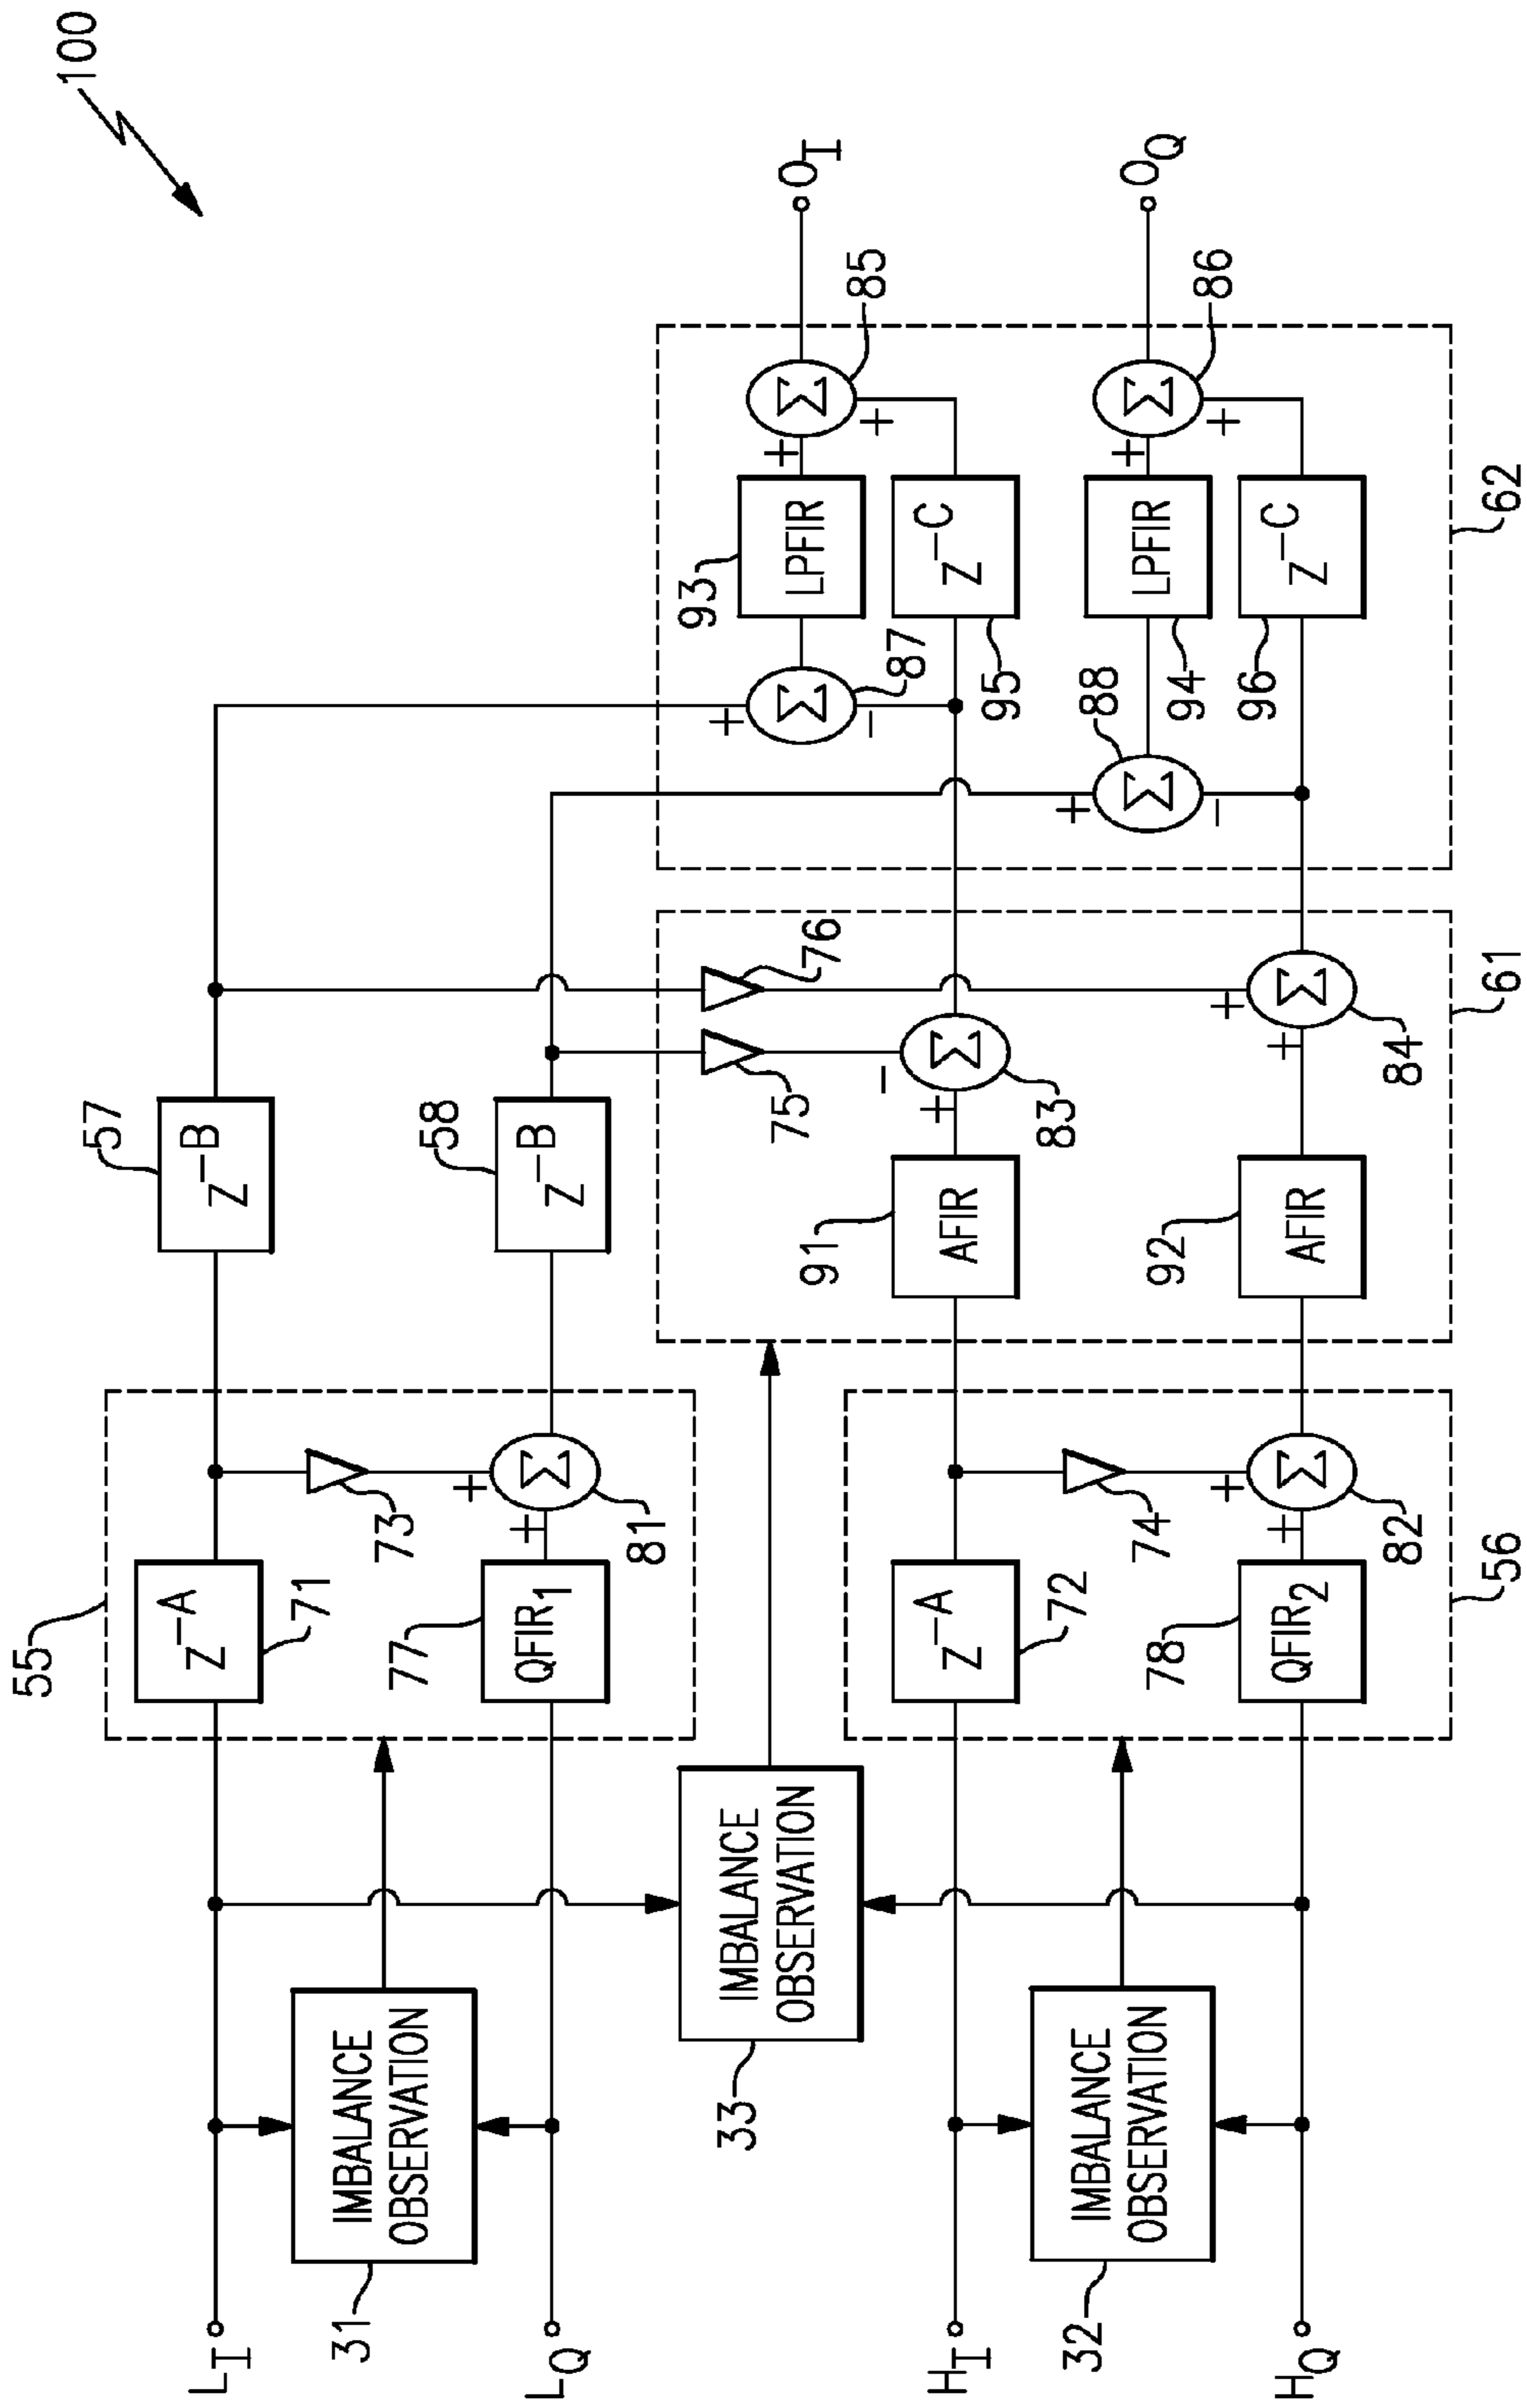 100
55
57
Z^-A
Z^-B
71
73
L_I
31
IMBALANCE
OBSERVATION
77
QFIR_1
+
+
Σ
81
58
Z^-B
L_Q
33
IMBALANCE
OBSERVATION
75
76
93
+
Σ
-
87
LPFIR
+
Σ
+
85
O_I
H_I
72
Z^-A
91
AFIR
+
-
Σ
83
95
Z^-C
32
IMBALANCE
OBSERVATION
74
88
+
Σ
-
94
LPFIR
+
Σ
+
86
O_Q
H_Q
78
QFIR_2
+
+
Σ
82
92
AFIR
+
+
Σ
84
96
Z^-C
56
61
62